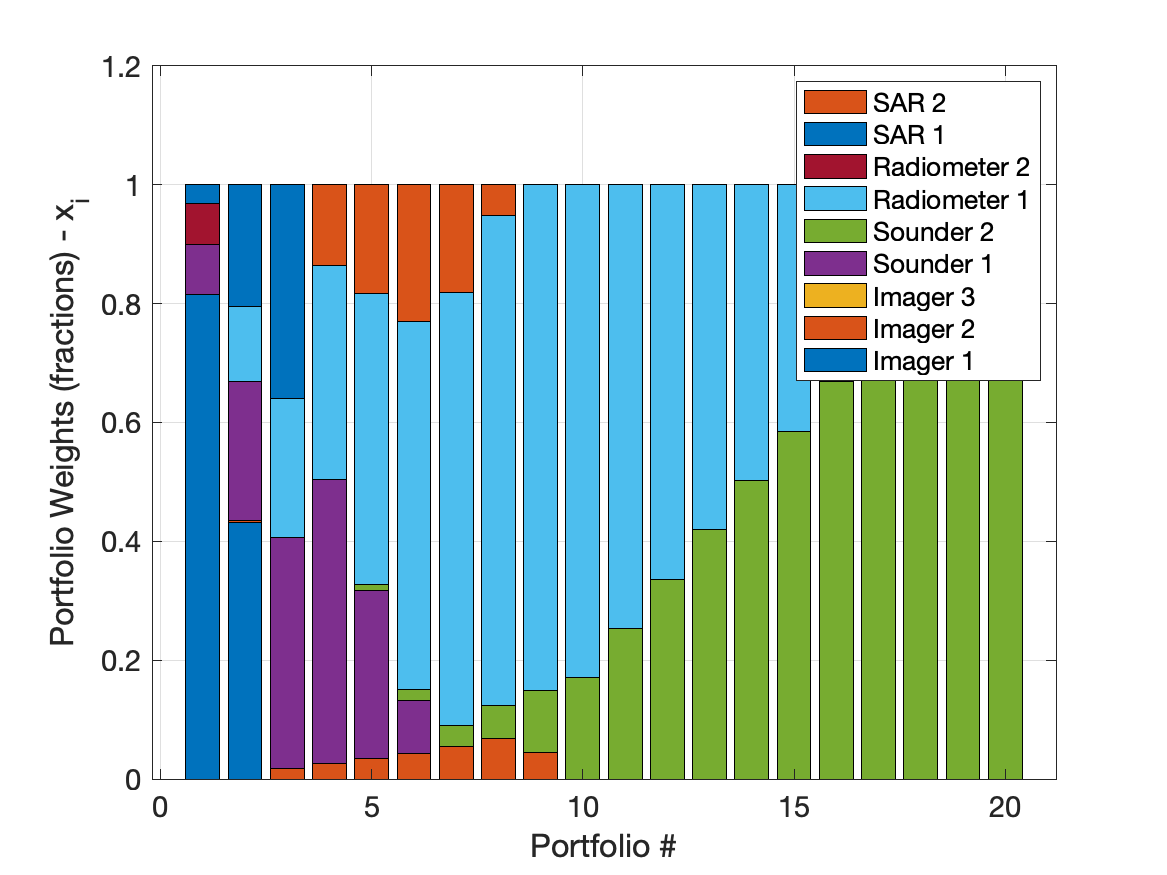 1.2
1
0.8
0.6
0.4
0.2
0
Portfolio Weights (fractions) - x_i
SAR 2
SAR 1
Radiometer 2
Radiometer 1
Sounder 2
Sounder 1
Imager 3
Imager 2
Imager 1
0 5 10 15 20
Portfolio #